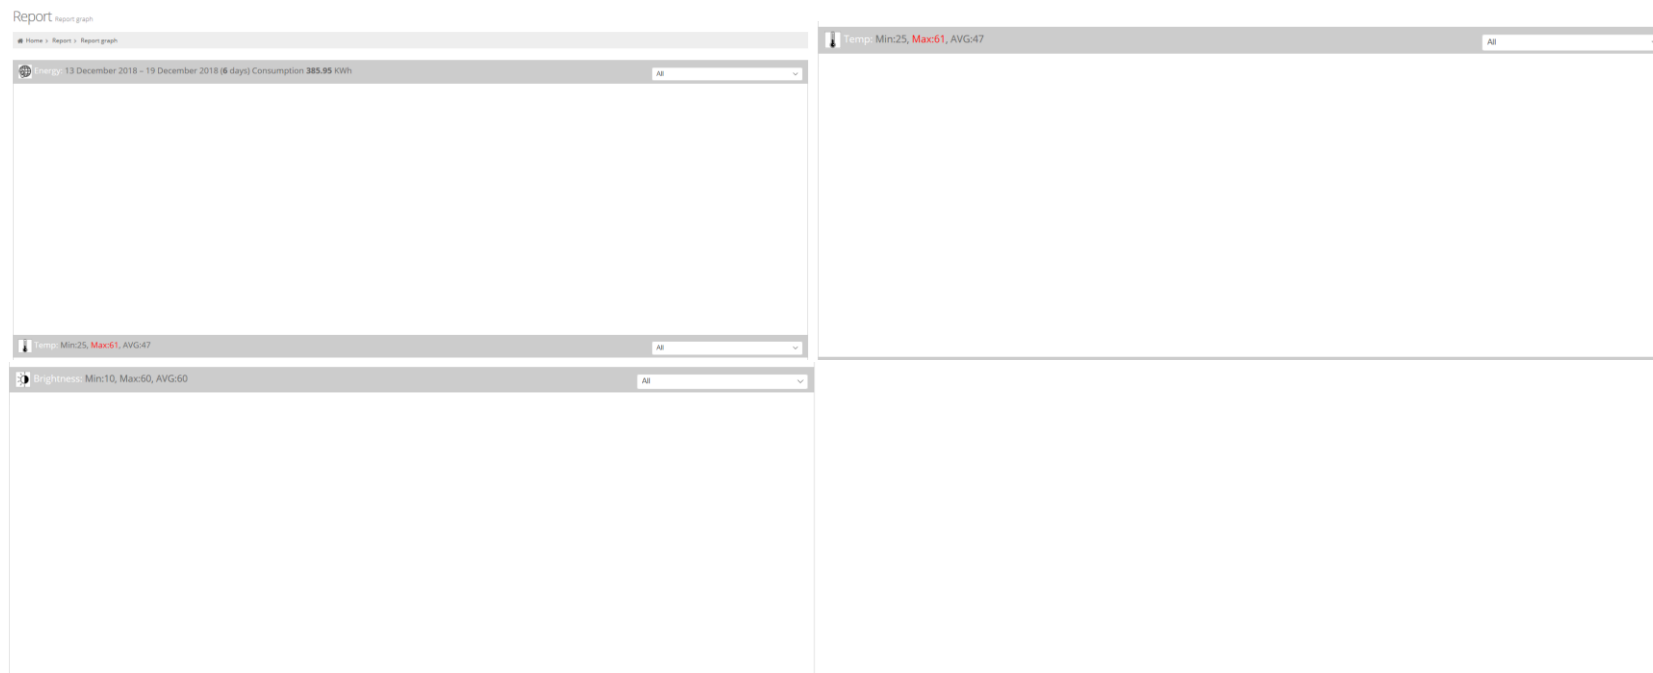 Report Report graph
Home › Report › Report graph
Energy: 13 December 2018 – 19 December 2018 (6 days) Consumption 385.95 KWh
All
Temp: Min:25, Max:61, AVG:47
All
Temp: Min:25, Max:61, AVG:47
All
Brightness: Min:10, Max:60, AVG:60
All